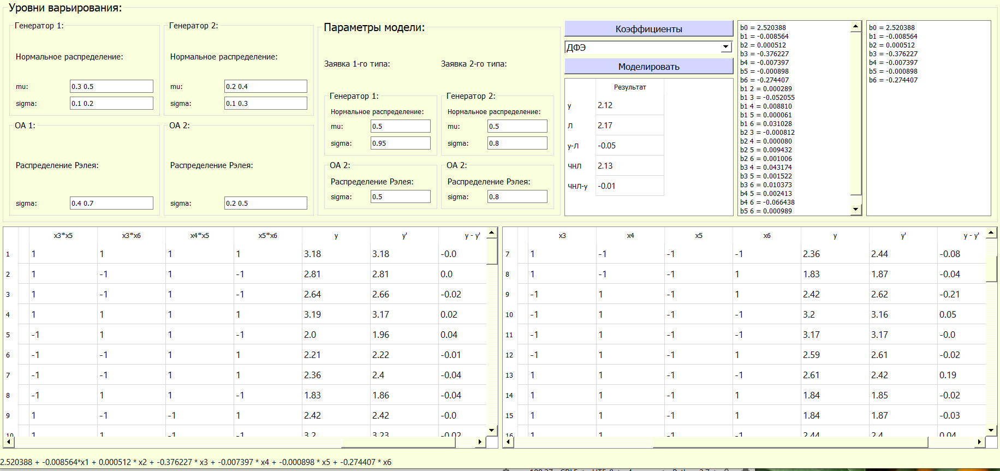 Уровни варьирования:
Генератор 1:
Нормальное распределение:
mu: 0.3 0.5
sigma: 0.1 0.2
Генератор 2:
Нормальное распределение:
mu: 0.2 0.4
sigma: 0.1 0.3
ОА 1:
Распределение Рэлея:
sigma: 0.4 0.7
ОА 2:
Распределение Рэлея:
sigma: 0.2 0.5
Параметры модели:
Заявка 1-го типа:
Генератор 1:
Нормальное распределение:
mu: 0.5
sigma: 0.95
ОА 2:
Распределение Рэлея:
sigma: 0.5
Заявка 2-го типа:
Генератор 2:
Нормальное распределение:
mu: 0.5
sigma: 0.8
ОА 2:
Распределение Рэлея:
sigma: 0.8
Коэффициенты
ДФЭ
Моделировать
Результат
у 2.12
Л 2.17
у-Л -0.05
ЧНЛ 2.13
ЧНЛ-у -0.01
b0 = 2.520388
b1 = -0.008564
b2 = 0.000512
b3 = -0.376227
b4 = -0.007397
b5 = -0.000898
b6 = -0.274407
b1 2 = 0.000289
b1 3 = -0.052055
b1 4 = 0.008810
b1 5 = 0.000061
b1 6 = 0.031028
b2 3 = -0.000812
b2 4 = 0.000080
b2 5 = 0.009432
b2 6 = 0.001006
b3 4 = 0.043174
b3 5 = 0.001522
b3 6 = 0.010373
b4 5 = 0.002413
b4 6 = -0.066438
b5 6 = 0.000989
b0 = 2.520388
b1 = -0.008564
b2 = 0.000512
b3 = -0.376227
b4 = -0.007397
b5 = -0.000898
b6 = -0.274407
x3*x5 x3*x6 x4*x5 x5*x6 y y' y - y'
1 1 1 1 1 3.18 3.18 -0.0
2 1 -1 1 -1 2.81 2.81 0.0
3 1 -1 1 -1 2.64 2.66 -0.02
4 1 1 1 1 3.19 3.17 0.02
5 -1 1 1 -1 2.0 1.96 0.04
6 -1 -1 1 1 2.21 2.22 -0.01
7 -1 -1 1 1 2.36 2.4 -0.04
8 -1 1 1 -1 1.83 1.86 -0.04
9 1 -1 -1 -1 2.42 2.42 -0.0
10 1 1 -1 1 3.2 3.23 -0.02
x3 x4 x5 x6 y y' y - y'
7 1 -1 -1 -1 2.36 2.44 -0.08
8 1 -1 -1 1 1.83 1.87 -0.04
9 -1 1 -1 1 2.42 2.62 -0.21
10 -1 1 -1 -1 3.2 3.16 0.05
11 -1 1 -1 -1 3.17 3.17 -0.0
12 -1 1 -1 1 2.59 2.61 -0.02
13 1 1 -1 -1 2.61 2.42 0.19
14 1 1 -1 1 1.84 1.85 -0.02
15 1 1 -1 1 1.84 1.87 -0.03
16 1 1 -1 -1 2.44 2.4 0.04
2.520388 + -0.008564*x1 + 0.000512 * x2 + -0.376227 * x3 + -0.007397 * x4 + -0.000898 * x5 + -0.274407 * x6